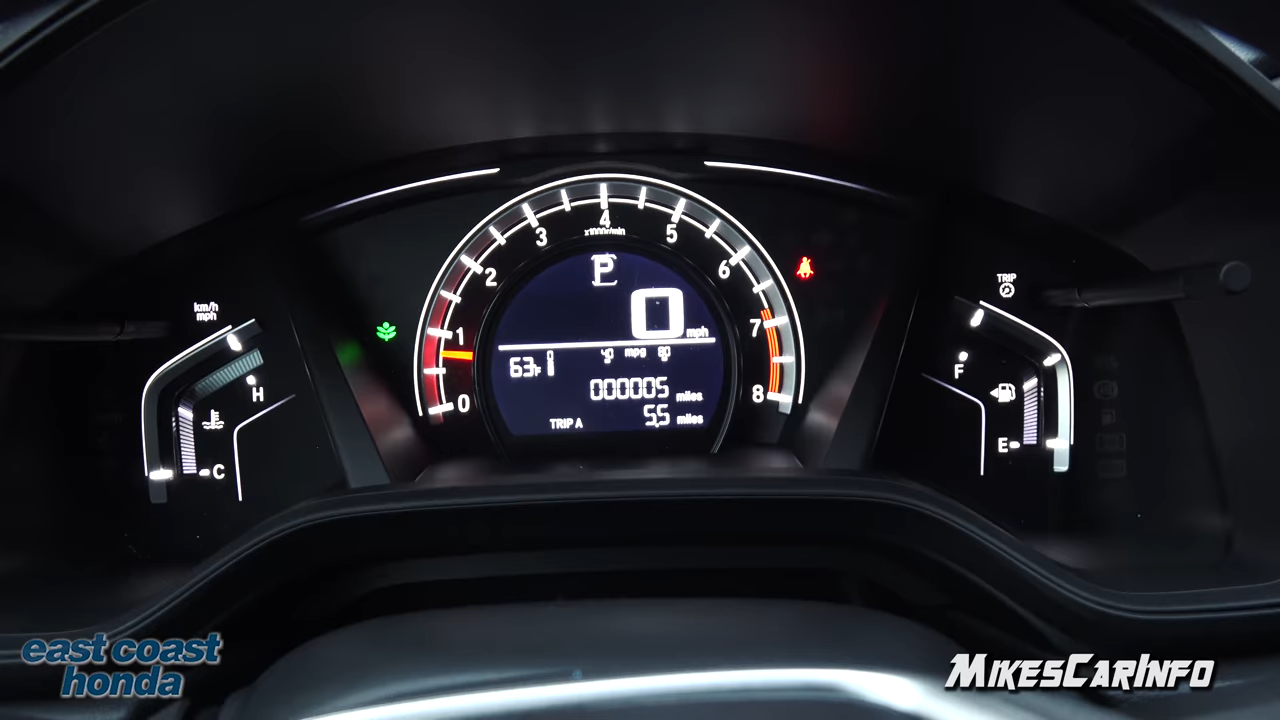 km/h
mph
H
C
0
1
2
3
4
5
6
7
8
x1000r/min
P
0 mph
40 mpg 80
63°F
000005 miles
TRIP A 5.5 miles
TRIP
F
E
east coast
honda
MIKESCARINFO